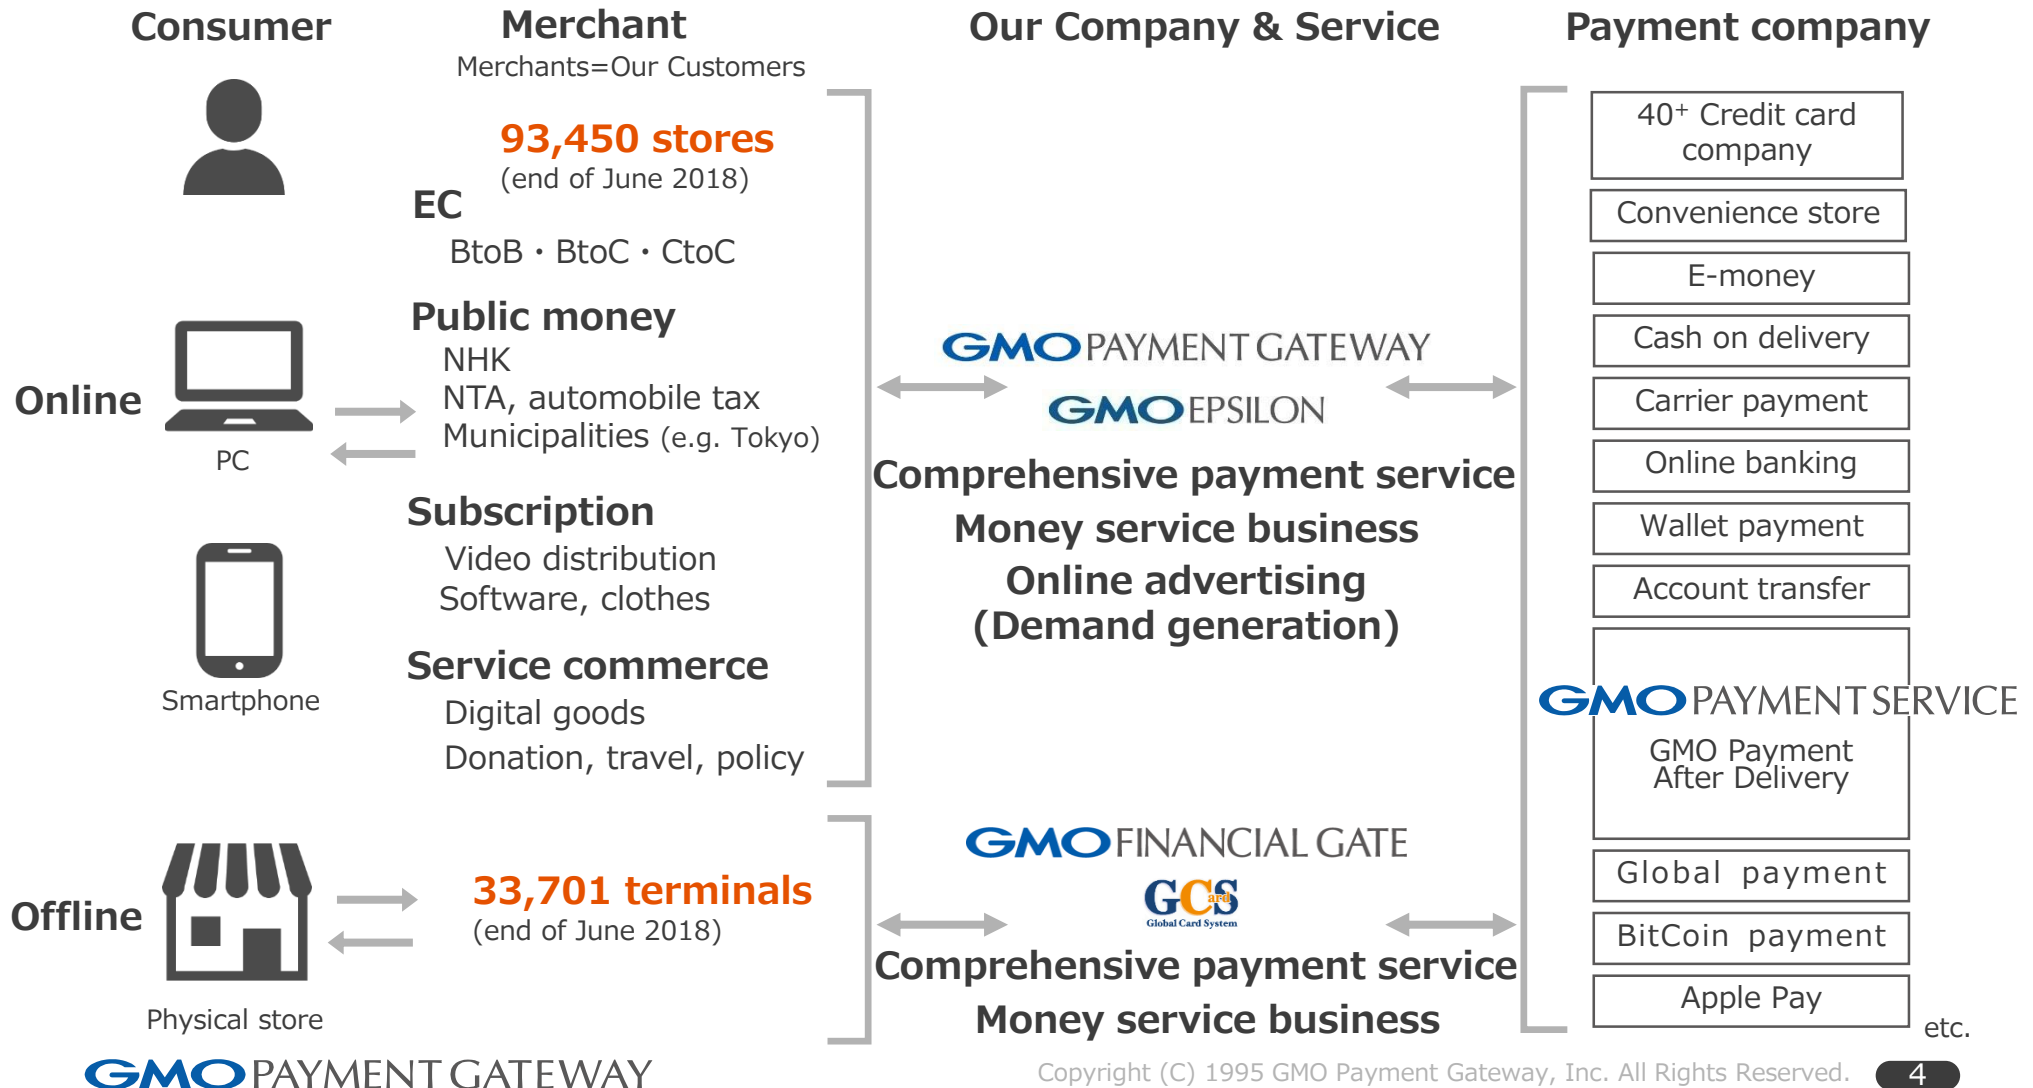 Consumer
Merchant
Merchants=Our Customers
Our Company & Service
Payment company
93,450 stores
(end of June 2018)
EC
BtoB・BtoC・CtoC
Public money
NHK
NTA, automobile tax
Municipalities (e.g. Tokyo)
Subscription
Video distribution
Software, clothes
Service commerce
Digital goods
Donation, travel, policy
Online
PC
Smartphone
Offline
Physical store
33,701 terminals
(end of June 2018)
GMO PAYMENT GATEWAY
GMO EPSILON
Comprehensive payment service
Money service business
Online advertising
(Demand generation)
GMO FINANCIAL GATE
GCard S
Global Card System
Comprehensive payment service
Money service business
40+ Credit card
company
Convenience store
E-money
Cash on delivery
Carrier payment
Online banking
Wallet payment
Account transfer
GMO PAYMENT SERVICE
GMO Payment
After Delivery
Global payment
BitCoin payment
Apple Pay
etc.
GMO PAYMENT GATEWAY
Copyright (C) 1995 GMO Payment Gateway, Inc. All Rights Reserved.
4